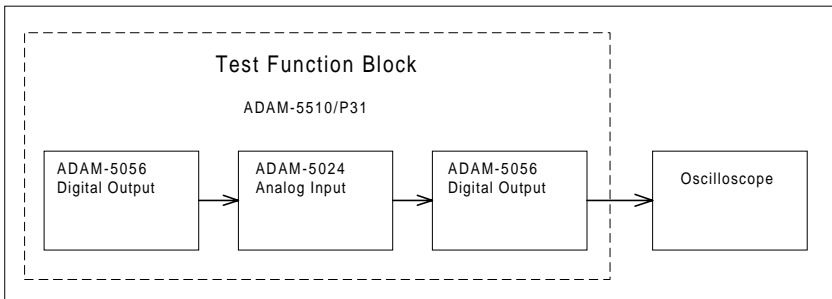 Test Function Block
ADAM-5510/P31
ADAM-5056
Digital Output
ADAM-5024
Analog Input
ADAM-5056
Digital Output
Oscilloscope